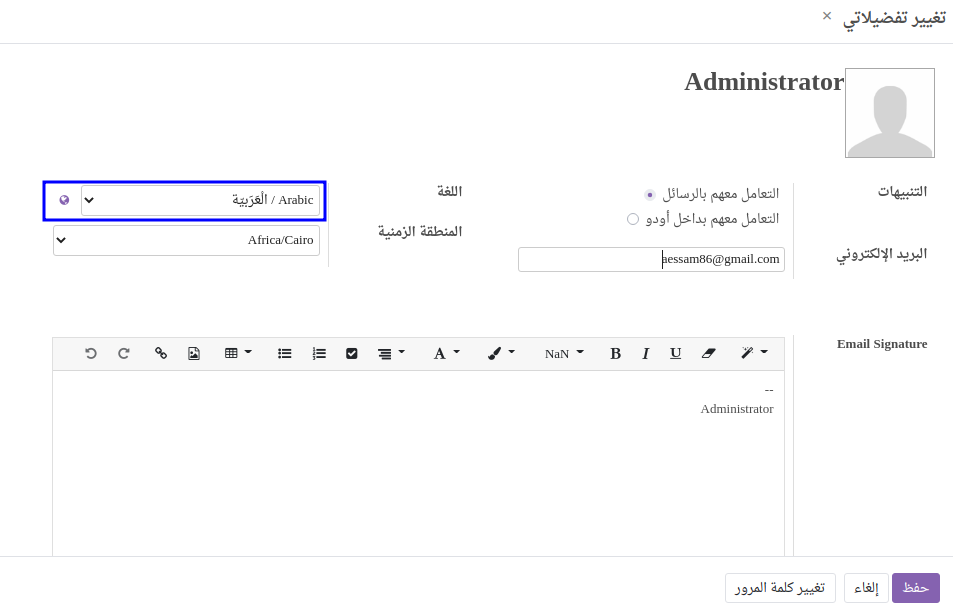 تغيير تفضيلاتي ×
Administrator
التنبيهات
التعامل معهم بالرسائل
التعامل معهم بداخل أودو
البريد الإلكتروني
aessam86@gmail.com
اللغة
Arabic / الْعَرَبيّة
المنطقة الزمنية
Africa/Cairo
Email Signature
A NaN B I U
--
Administrator
حفظ
إلغاء
تغيير كلمة المرور